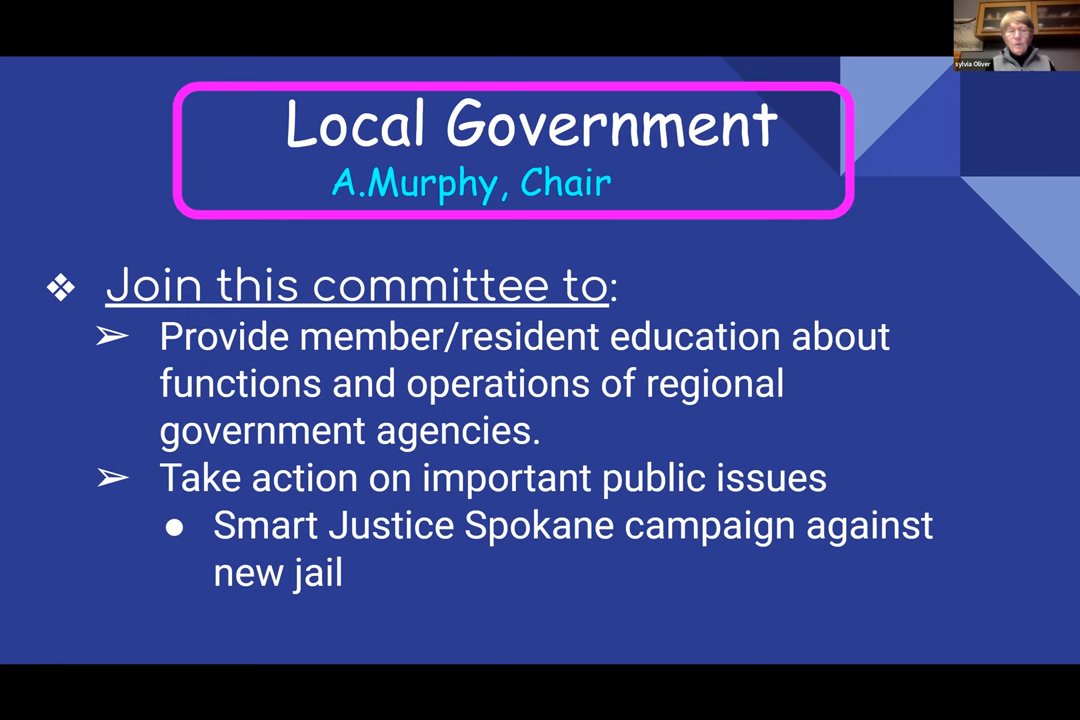 sylvia Oliver
Local Government
A.Murphy, Chair
❖ Join this committee to:
➢ Provide member/resident education about
functions and operations of regional
government agencies.
➢ Take action on important public issues
● Smart Justice Spokane campaign against
new jail